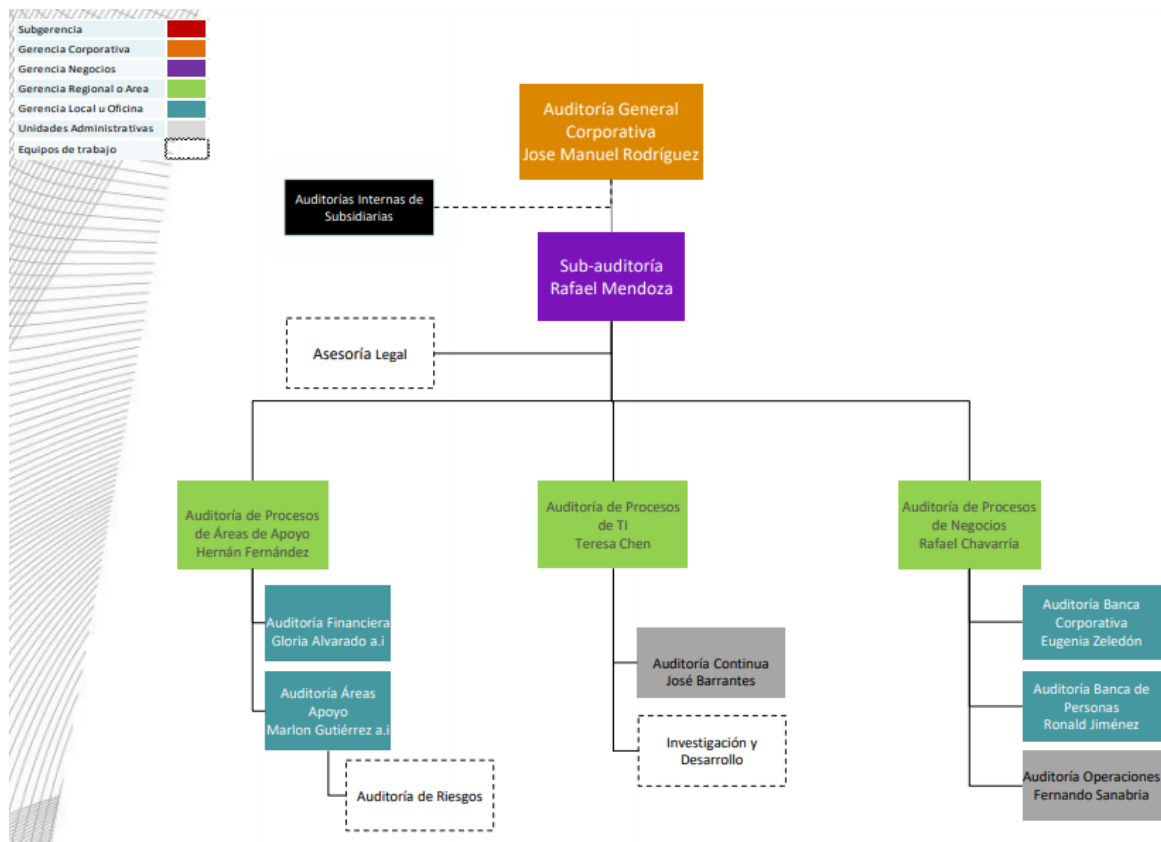 Subgerencia
Gerencia Corporativa
Gerencia Negocios
Gerencia Regional o Area
Gerencia Local u Oficina
Unidades Administrativas
Equipos de trabajo
Auditoría General
Corporativa
Jose Manuel Rodríguez
Auditorías Internas de
Subsidiarias
Sub-auditoría
Rafael Mendoza
Asesoría Legal
Auditoría de Procesos
de Áreas de Apoyo
Hernán Fernández
Auditoría de Procesos
de TI
Teresa Chen
Auditoría de Procesos
de Negocios
Rafael Chavarría
Auditoría Financiera
Gloria Alvarado a.i
Auditoría Áreas
Apoyo
Marlon Gutiérrez a.i
Auditoría de Riesgos
Auditoría Continua
José Barrantes
Investigación y
Desarrollo
Auditoría Banca
Corporativa
Eugenia Zeledón
Auditoría Banca de
Personas
Ronald Jiménez
Auditoría Operaciones
Fernando Sanabria